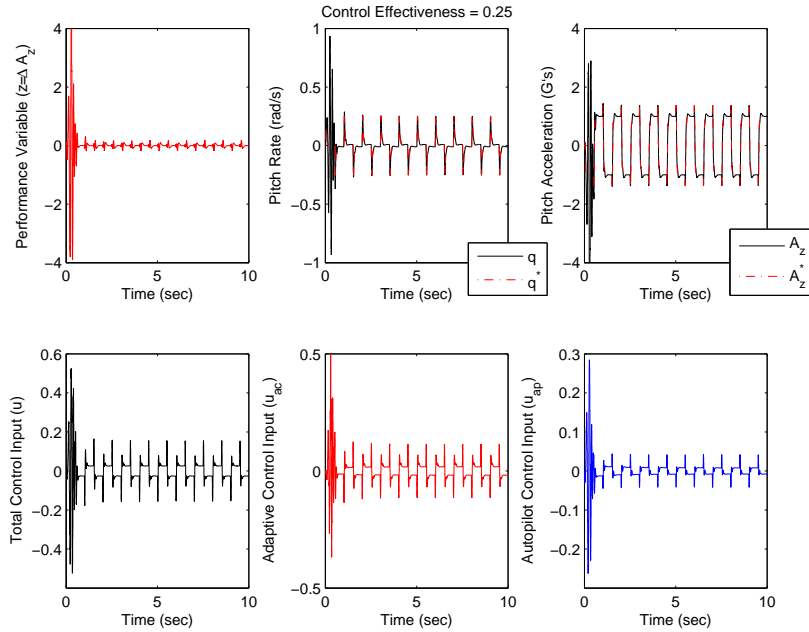 Control Effectiveness = 0.25
Performance Variable (z=Δ A_z)
4
2
0
−2
−4
0
5
10
Time (sec)
Pitch Rate (rad/s)
1
0.5
0
−0.5
−1
0
5
10
Time (sec)
q
q^*
Pitch Acceleration (G's)
4
2
0
−2
−4
0
5
10
Time (sec)
A_z
A_z^*
Total Control Input (u)
0.6
0.4
0.2
0
−0.2
−0.4
0
5
10
Time (sec)
Adaptive Control Input (u_ac)
0.5
0
−0.5
0
5
10
Time (sec)
Autopilot Control Input (u_ap)
0.3
0.2
0.1
0
−0.1
−0.2
0
5
10
Time (sec)